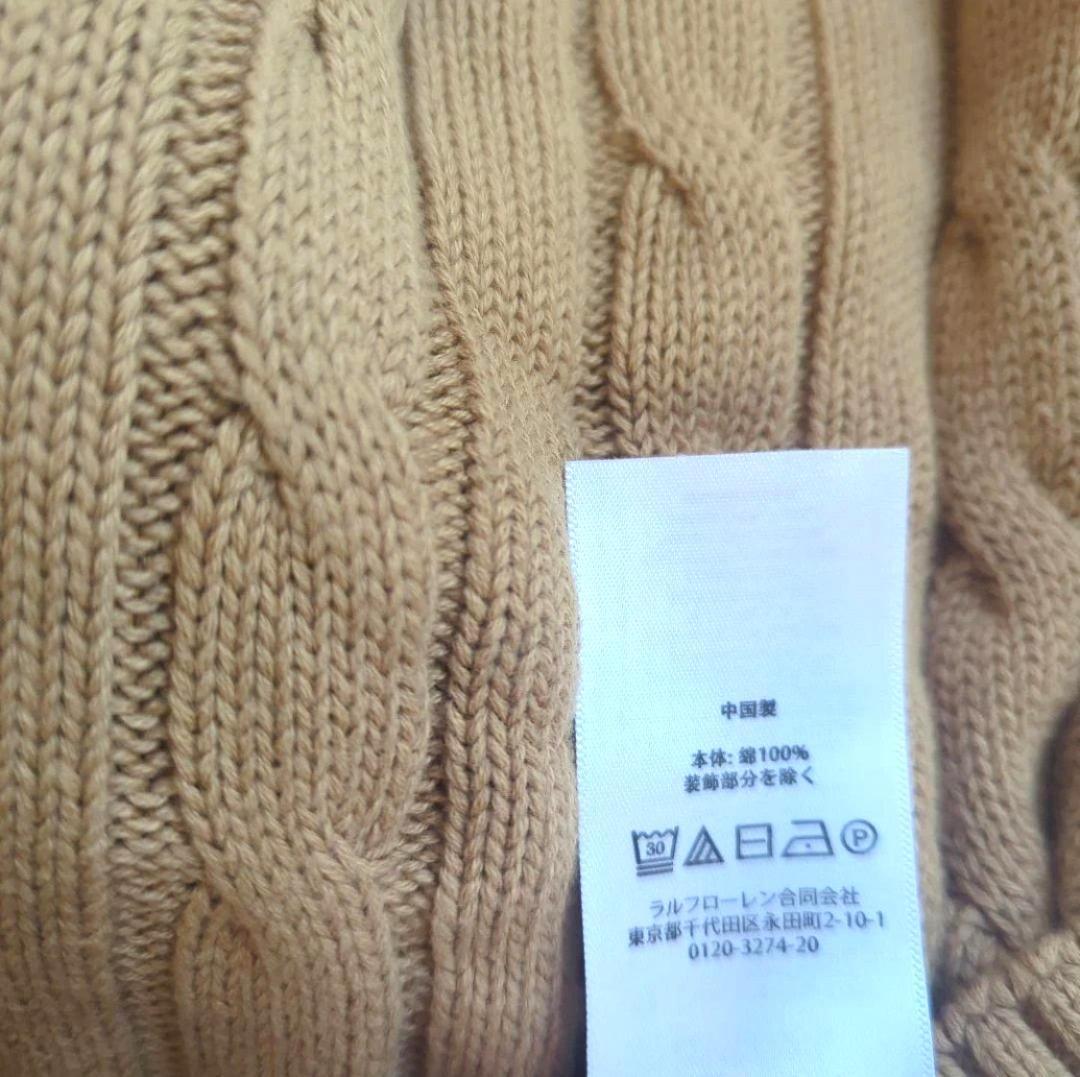 中国製
本体: 綿100%
装飾部分を除く
30 P
ラルフローレン合同会社
東京都千代田区永田町2-10-1
0120-3274-20